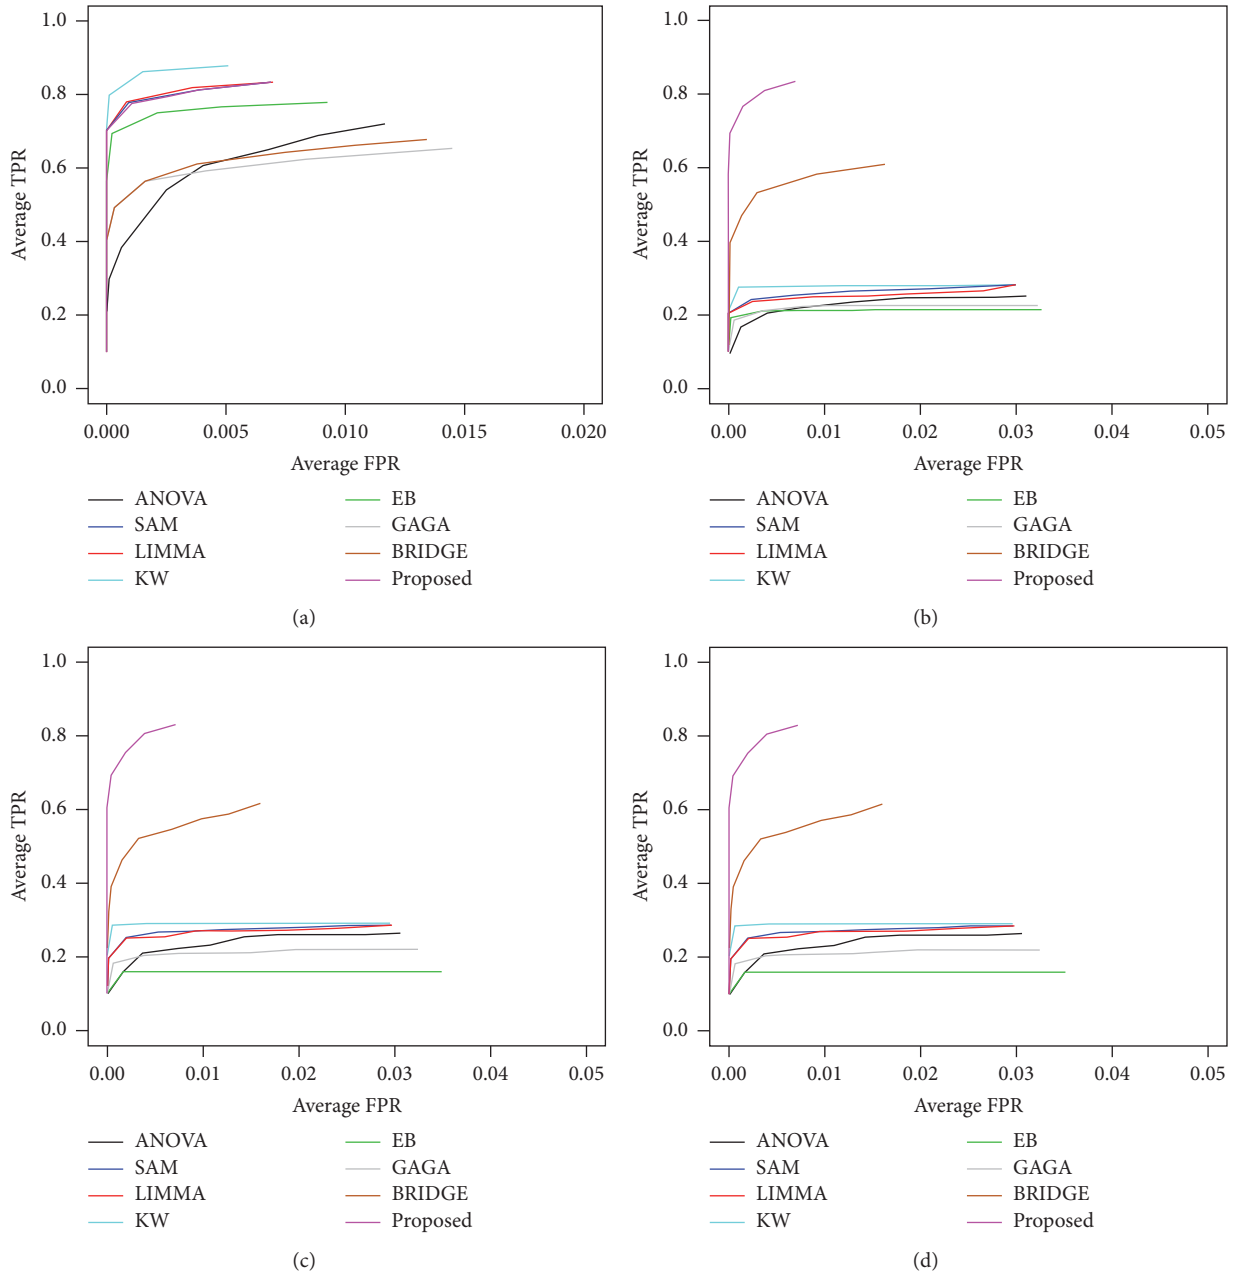 1.0
0.8
0.6
0.4
0.2
0.0
Average TPR
0.000 0.005 0.010 0.015 0.020
Average FPR
ANOVA EB
SAM GAGA
LIMMA BRIDGE
KW Proposed
(a)
1.0
0.8
0.6
0.4
0.2
0.0
Average TPR
0.00 0.01 0.02 0.03 0.04 0.05
Average FPR
ANOVA EB
SAM GAGA
LIMMA BRIDGE
KW Proposed
(b)
1.0
0.8
0.6
0.4
0.2
0.0
Average TPR
0.00 0.01 0.02 0.03 0.04 0.05
Average FPR
ANOVA EB
SAM GAGA
LIMMA BRIDGE
KW Proposed
(c)
1.0
0.8
0.6
0.4
0.2
0.0
Average TPR
0.00 0.01 0.02 0.03 0.04 0.05
Average FPR
ANOVA EB
SAM GAGA
LIMMA BRIDGE
KW Proposed
(d)